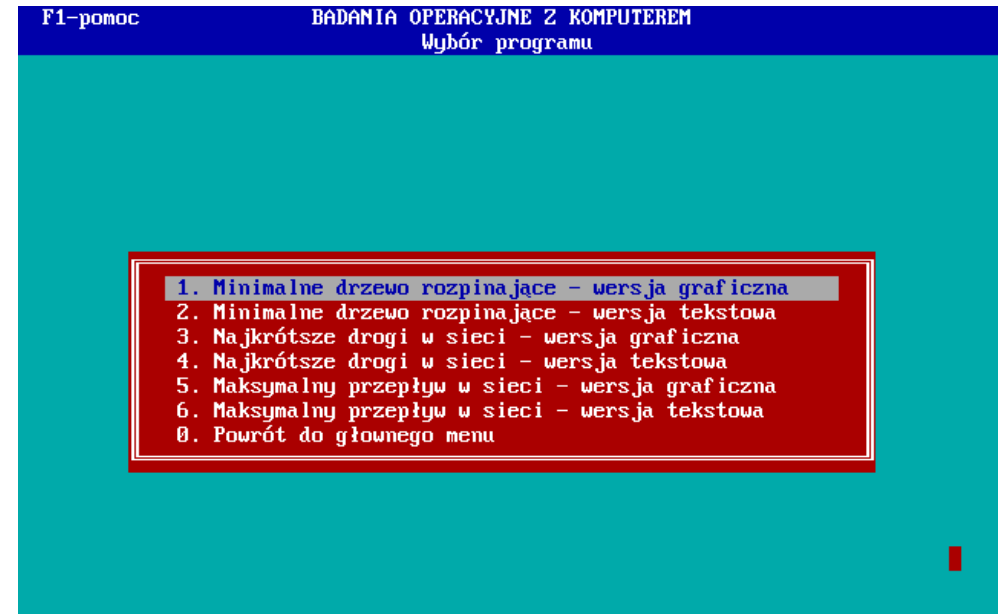 F1-pomoc BADANIA OPERACYJNE Z KOMPUTEREM
Wybór programu
1. Minimalne drzewo rozpinające - wersja graficzna
2. Minimalne drzewo rozpinające - wersja tekstowa
3. Najkrótsze drogi w sieci - wersja graficzna
4. Najkrótsze drogi w sieci - wersja tekstowa
5. Maksymalny przepływ w sieci - wersja graficzna
6. Maksymalny przepływ w sieci - wersja tekstowa
0. Powrót do głownego menu